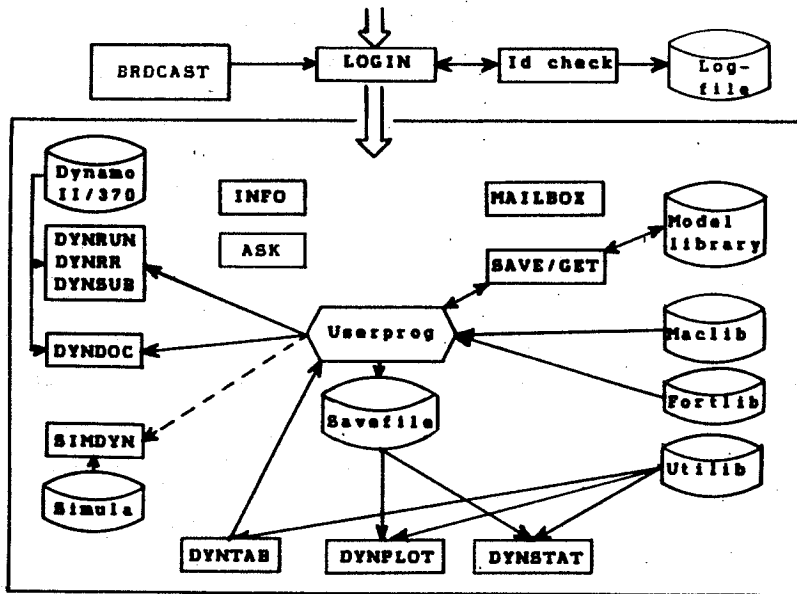 BRDCAST
LOGIN
Id check
Log-
file
Dynamo
II/370
INFO
MAILBOX
Model
library
DYNRUN
DYNRR
DYNSUB
ASK
SAVE/GET
Userprog
Maclib
DYNDOC
Fortlib
Savefile
SIMDYN
Utilib
Simula
DYNTAB
DYNPLOT
DYNSTAT